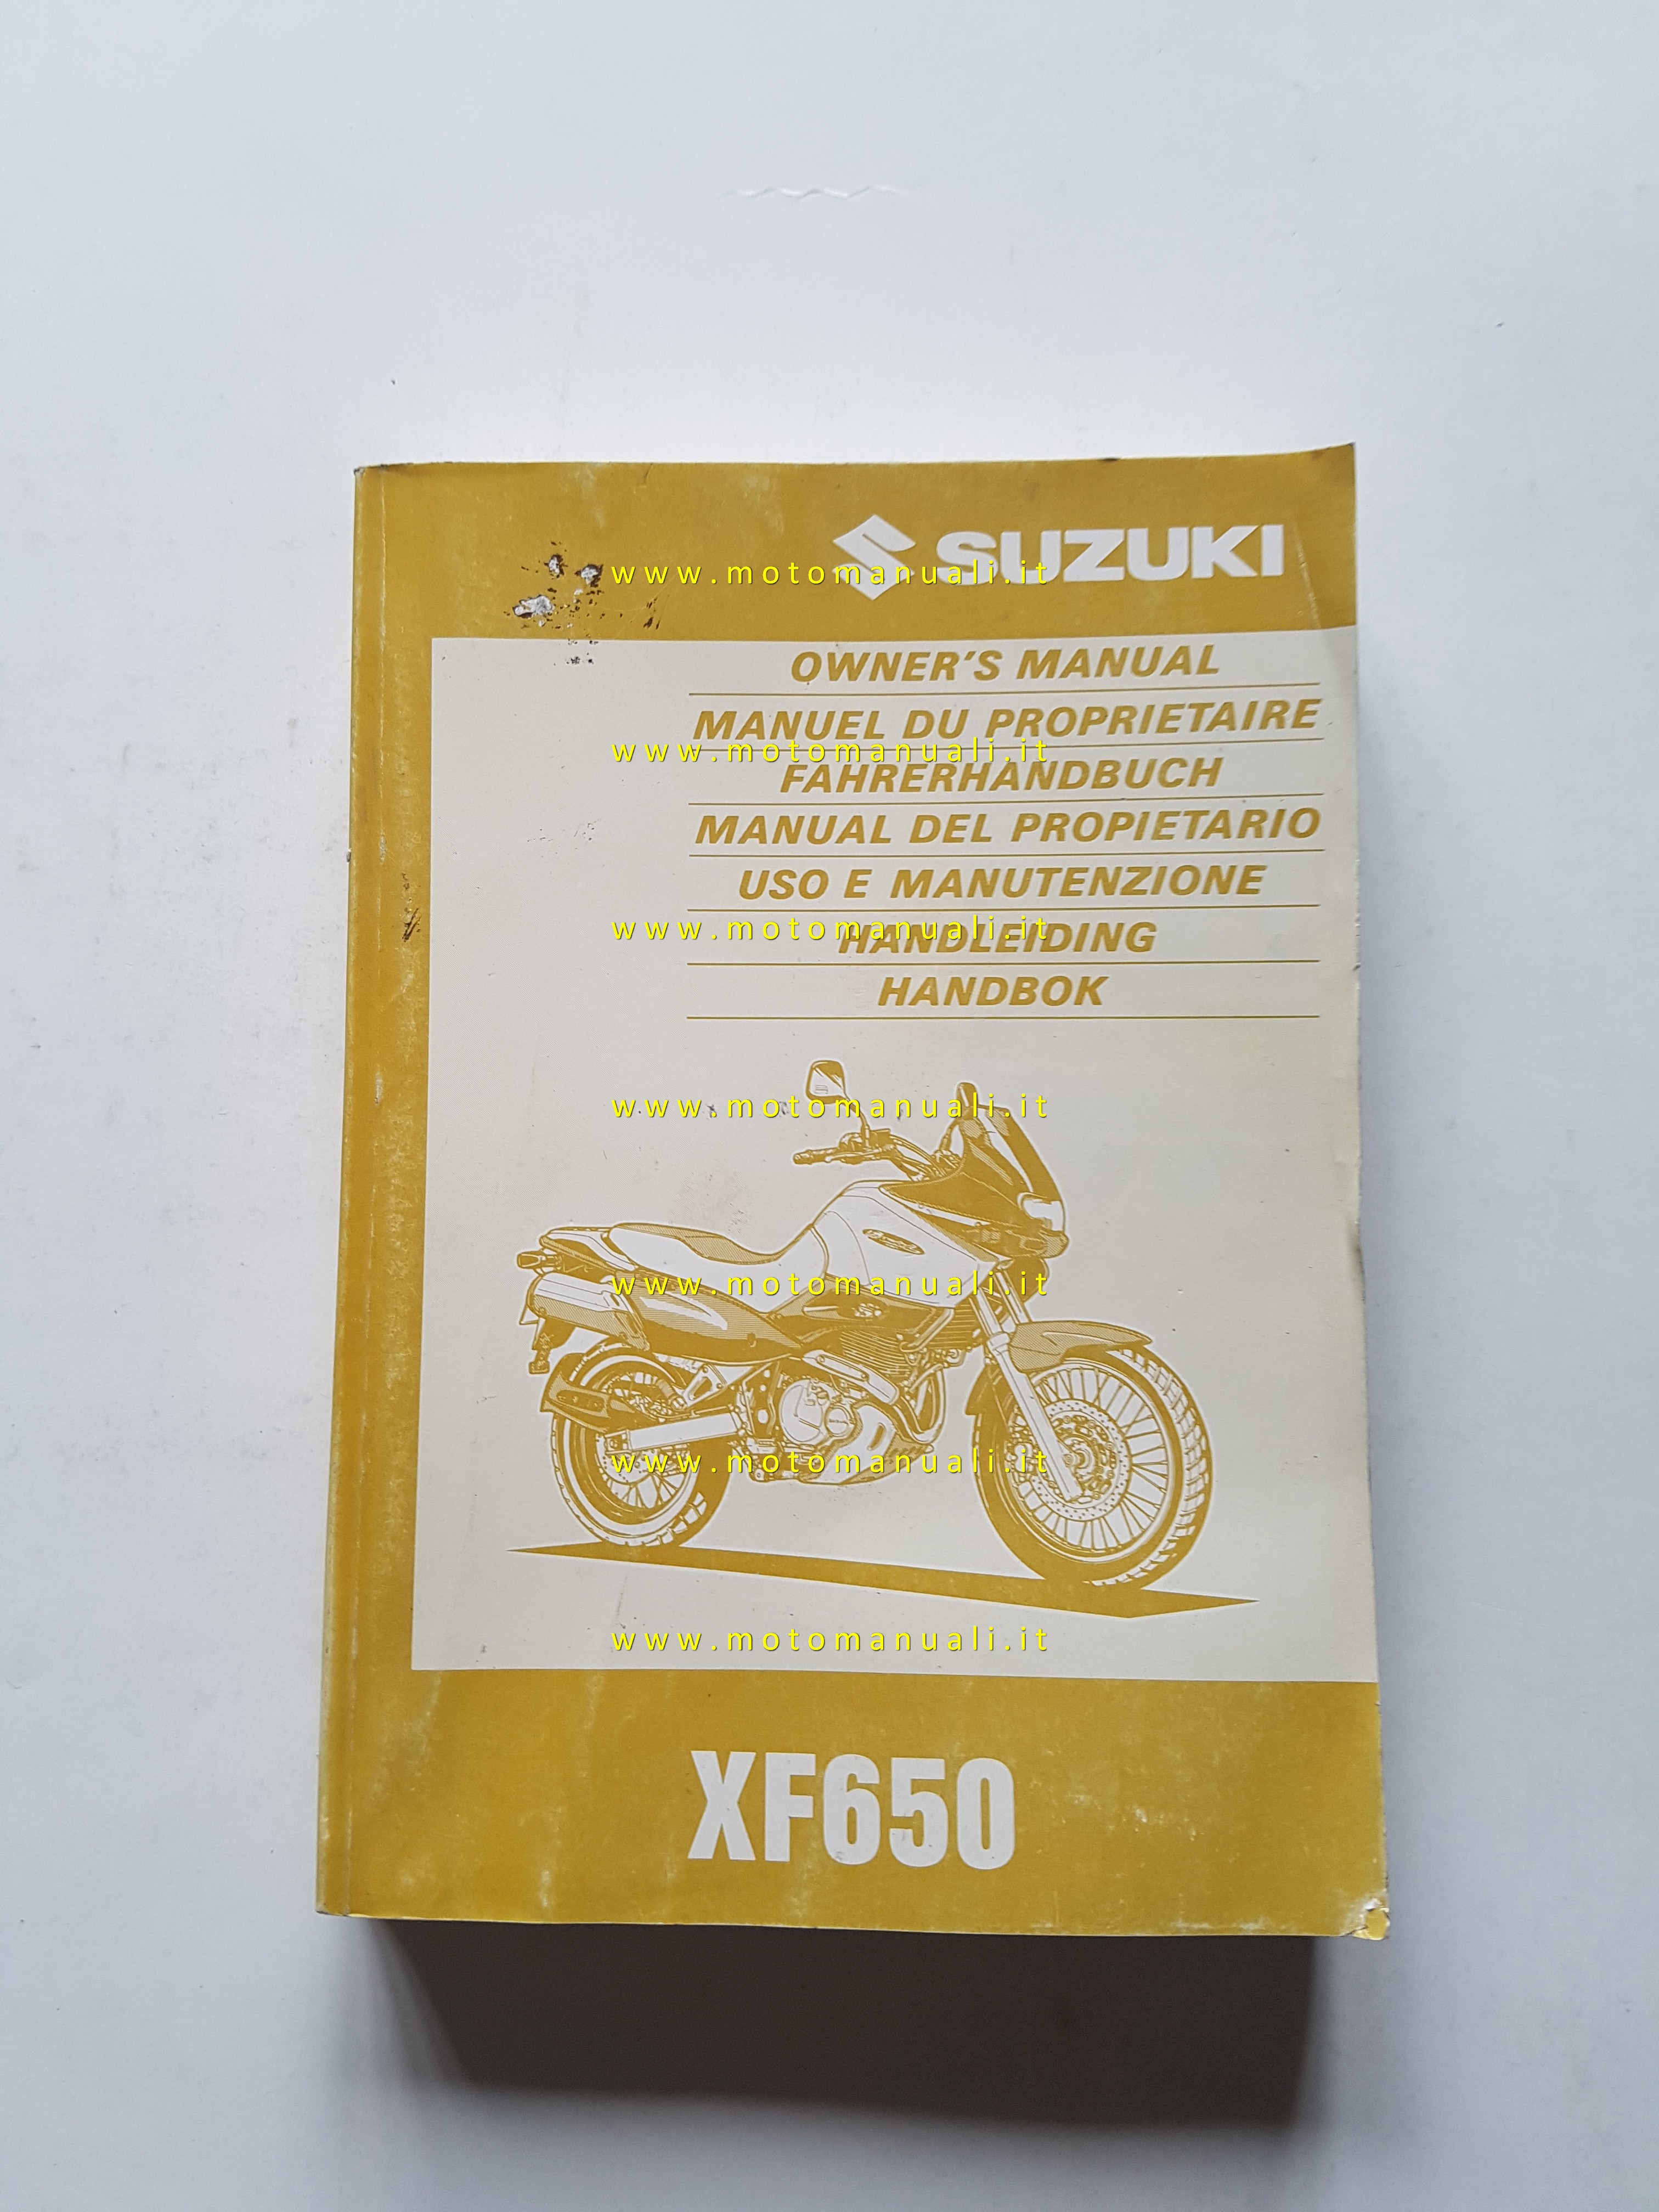 SUZUKI
www.motomanuali.it
OWNER'S MANUAL
MANUEL DU PROPRIETAIRE
www.motomanuali.it
FAHRERHANDBUCH
MANUAL DEL PROPIETARIO
USO E MANUTENZIONE
www.motomanuali.it
HANDLEIDING
HANDBOK
www.motomanuali.it
www.motomanuali.it
www.motomanuali.it
www.motomanuali.it
XF650